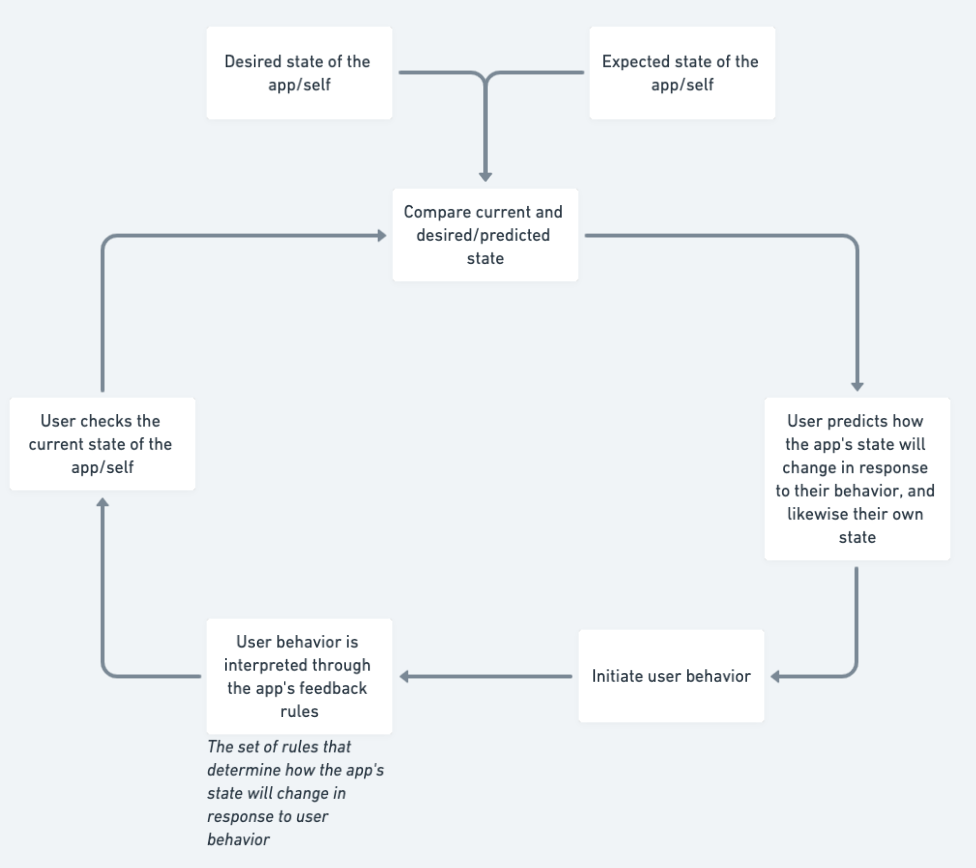 Desired state of the
app/self
Expected state of the
app/self
Compare current and
desired/predicted
state
User checks the
current state of the
app/self
User predicts how
the app's state will
change in response
to their behavior, and
likewise their own
state
User behavior is
interpreted through
the app's feedback
rules
Initiate user behavior
The set of rules that
determine how the app's
state will change in
response to user
behavior